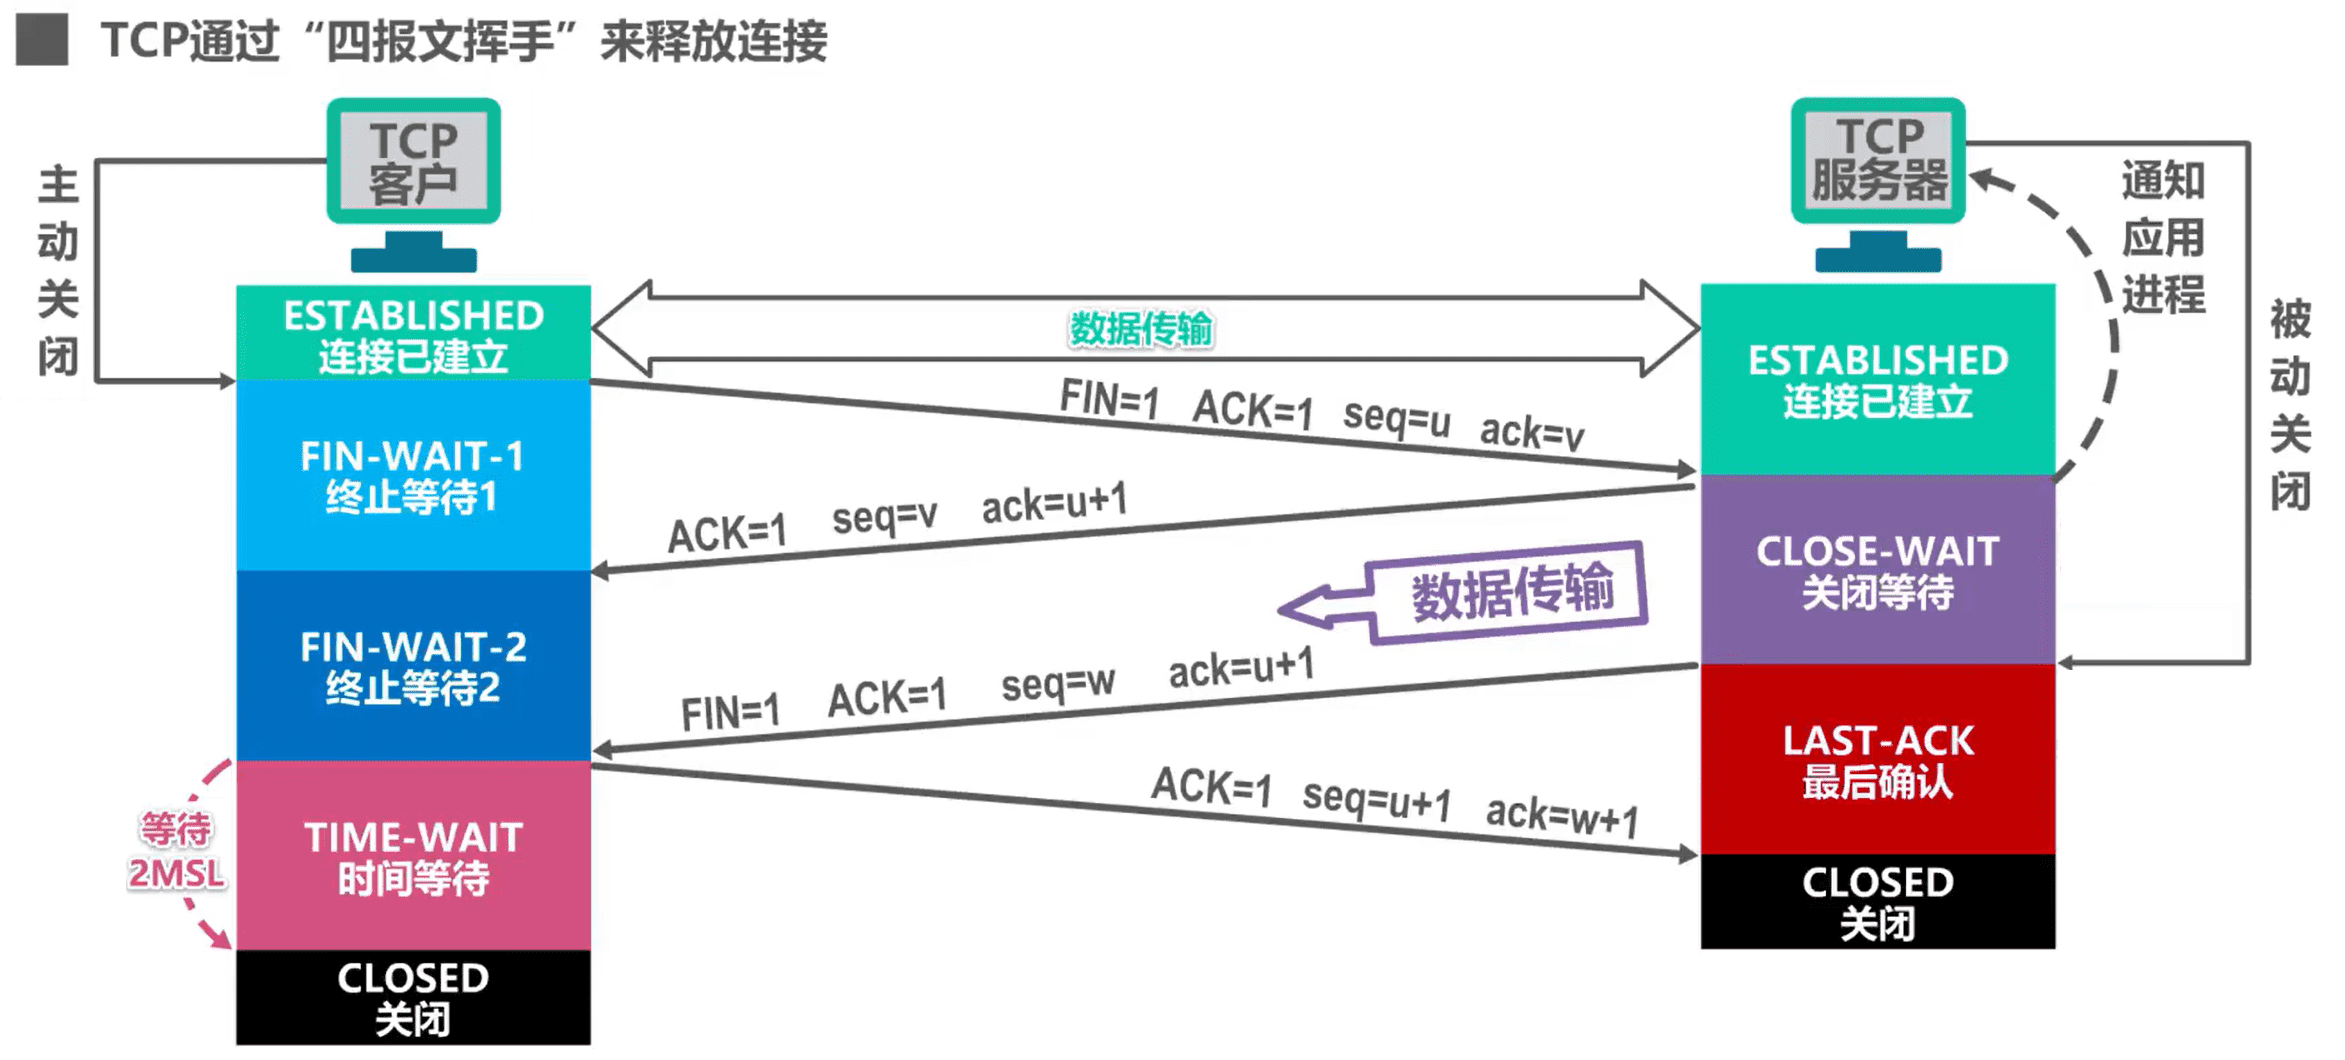 TCP通过“四报文挥手”来释放连接
TCP
客户
TCP
服务器
主动关闭
通知应用进程
被动关闭
ESTABLISHED
连接已建立
数据传输
ESTABLISHED
连接已建立
FIN=1 ACK=1 seq=u ack=v
FIN-WAIT-1
终止等待1
ACK=1 seq=v ack=u+1
CLOSE-WAIT
关闭等待
数据传输
FIN-WAIT-2
终止等待2
FIN=1 ACK=1 seq=w ack=u+1
LAST-ACK
最后确认
ACK=1 seq=u+1 ack=w+1
等待
2MSL
TIME-WAIT
时间等待
CLOSED
关闭
CLOSED
关闭